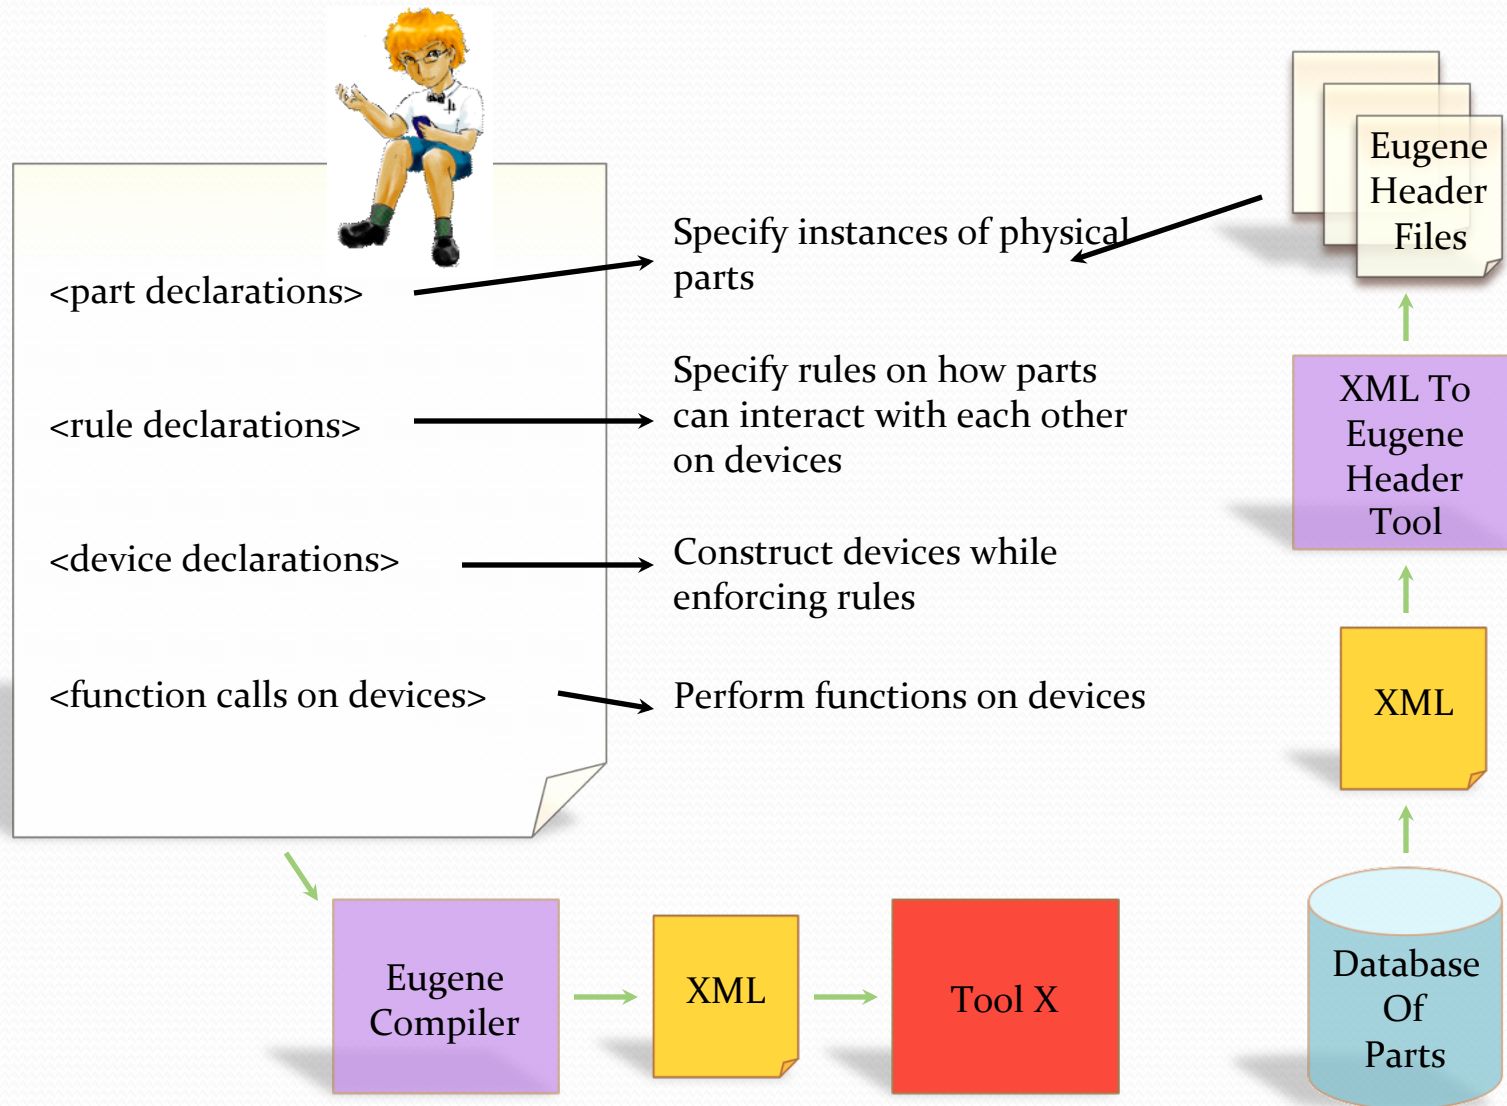 <part declarations>
<rule declarations>
<device declarations>
<function calls on devices>
Specify instances of physical
parts
Specify rules on how parts
can interact with each other
on devices
Construct devices while
enforcing rules
Perform functions on devices
Eugene
Header
Files
XML To
Eugene
Header
Tool
XML
Database
Of
Parts
Eugene
Compiler
XML
Tool X